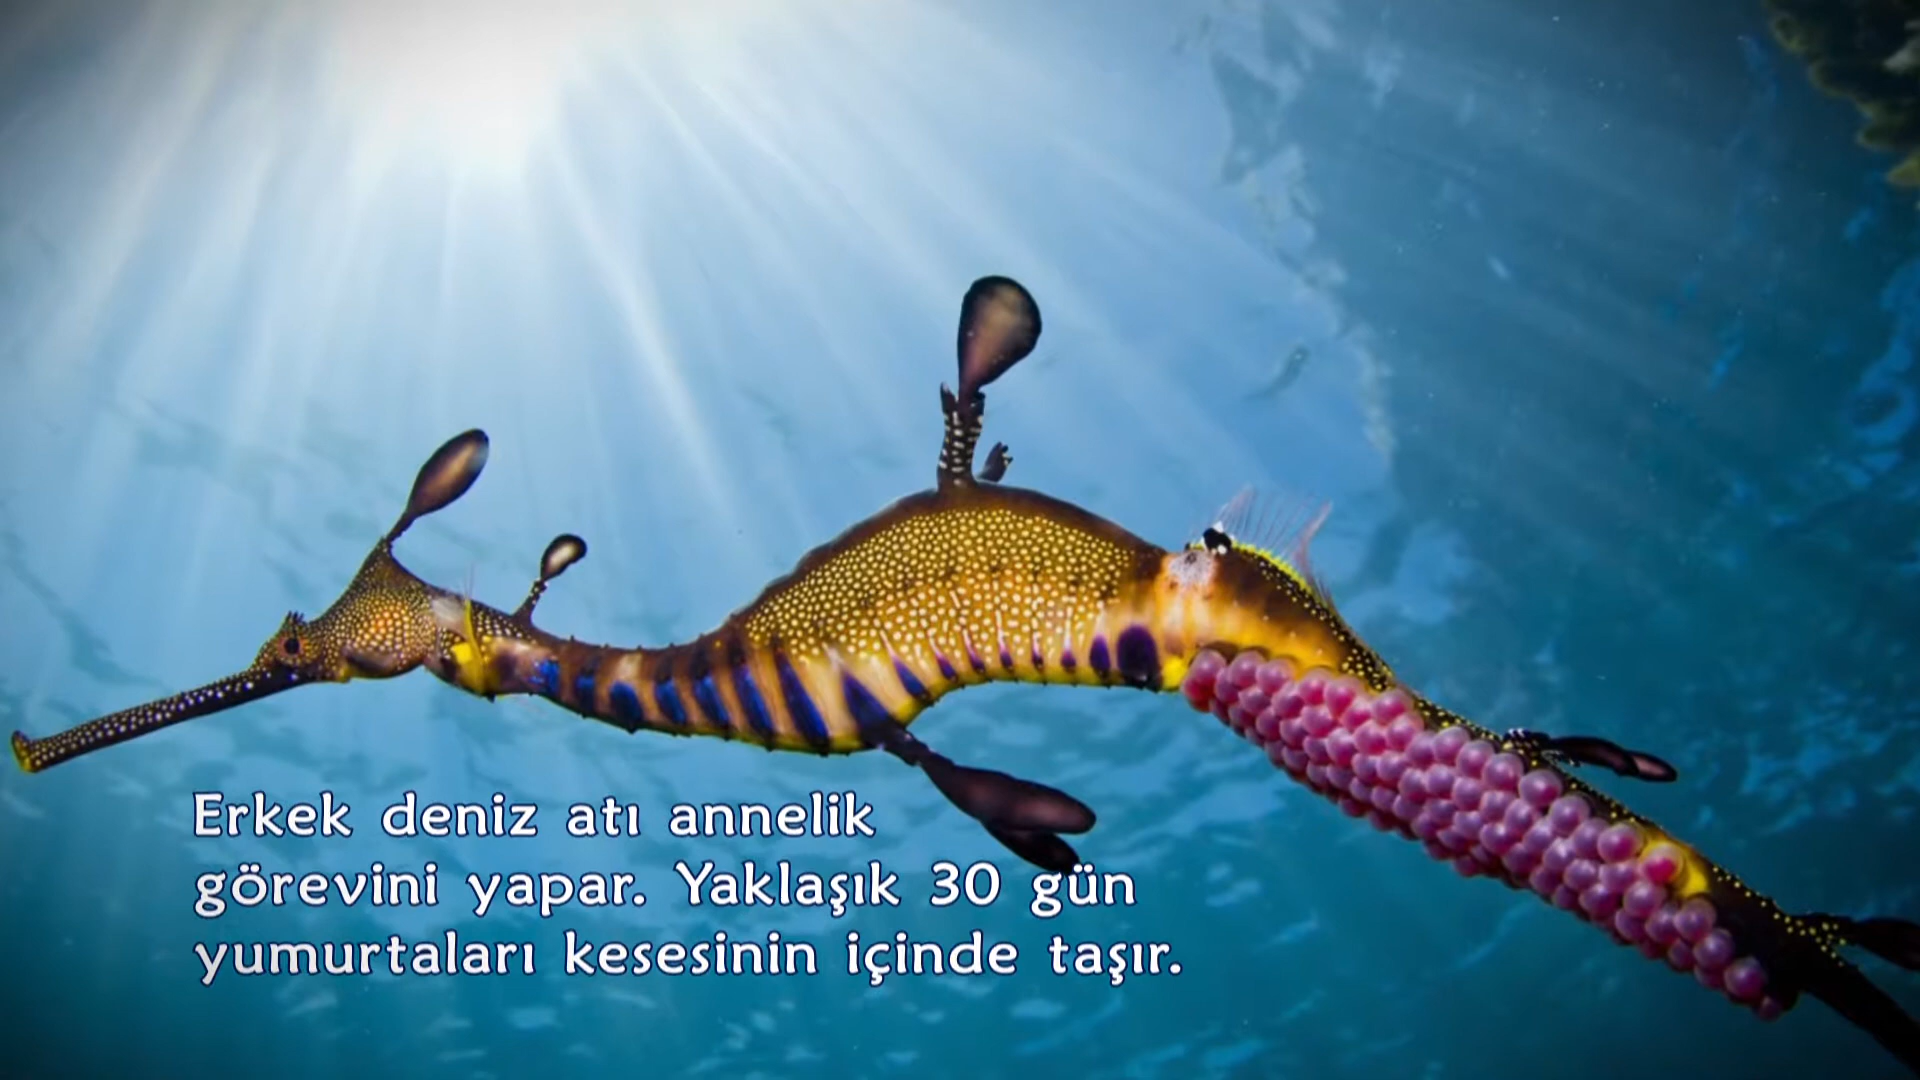 Erkek deniz atı annelik
görevini yapar. Yaklaşık 30 gün
yumurtaları kesesinin içinde taşır.